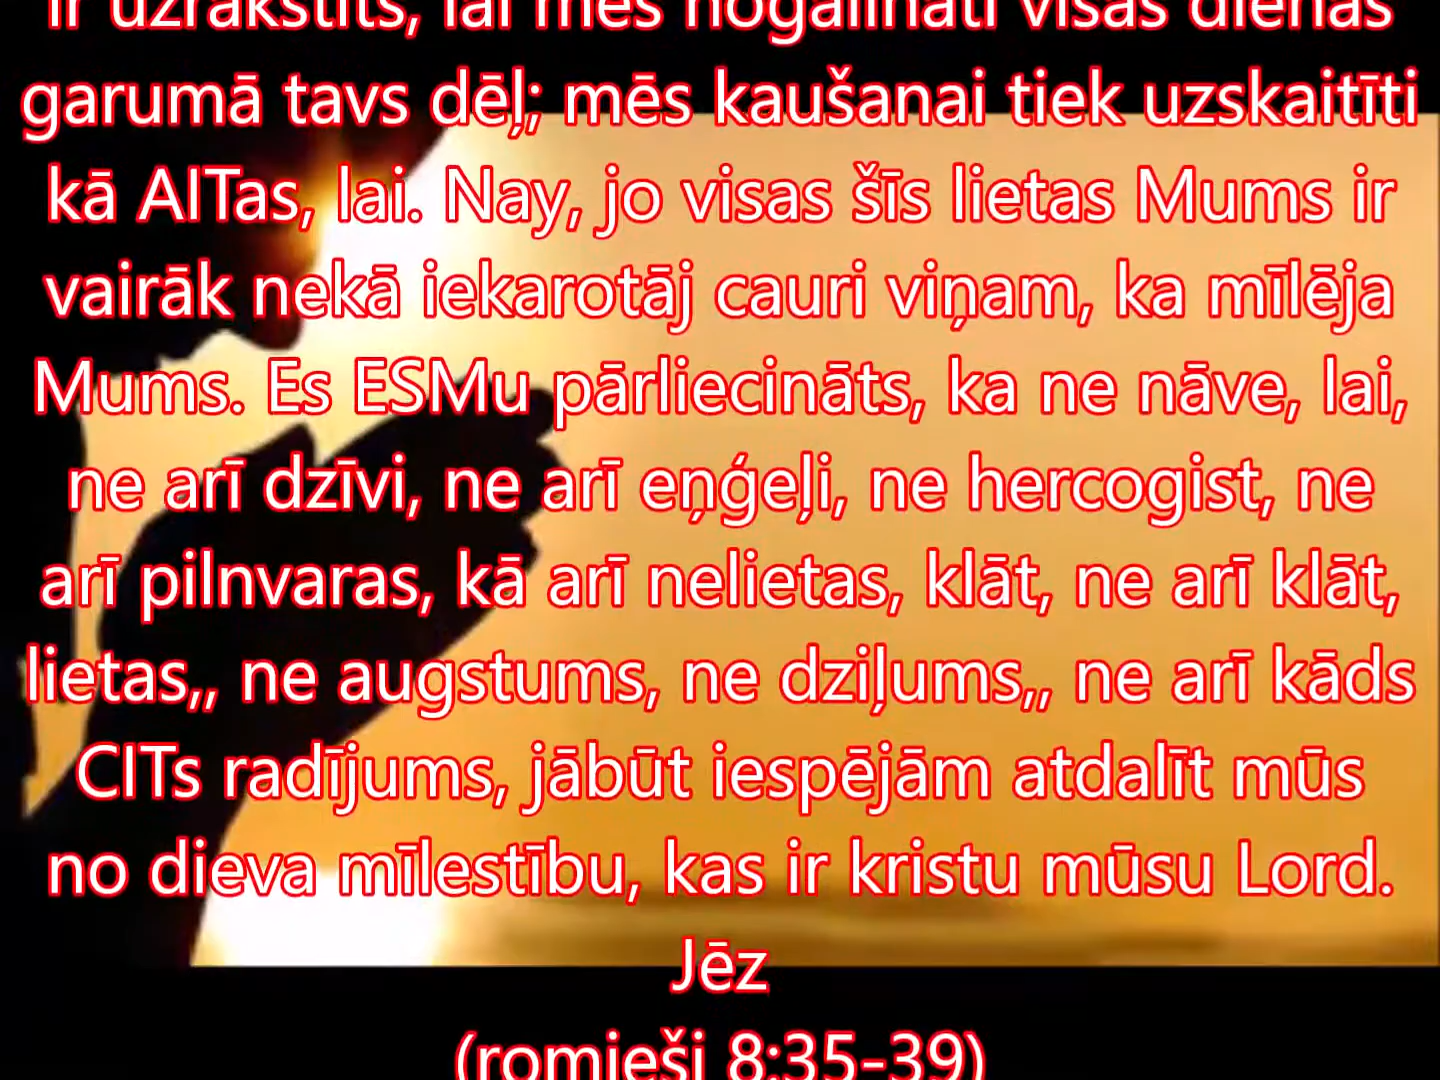 ir uzrakstīts, lai mēs nogalināti visas dienas
garumā tavs dēļ; mēs kaušanai tiek uzskaitīti
kā AITas, lai. Nay, jo visas šīs lietas Mums ir
vairāk nekā iekarotāj cauri viņam, ka mīlēja
Mums. Es ESMu pārliecināts, ka ne nāve, lai,
ne arī dzīvi, ne arī eņģeļi, ne hercogist, ne
arī pilnvaras, kā arī nelietas, klāt, ne arī klāt,
lietas,, ne augstums, ne dziļums,, ne arī kāds
CITs radījums, jābūt iespējām atdalīt mūs
no dieva mīlestību, kas ir kristu mūsu Lord.
Jēz
(romieši 8:35-39)